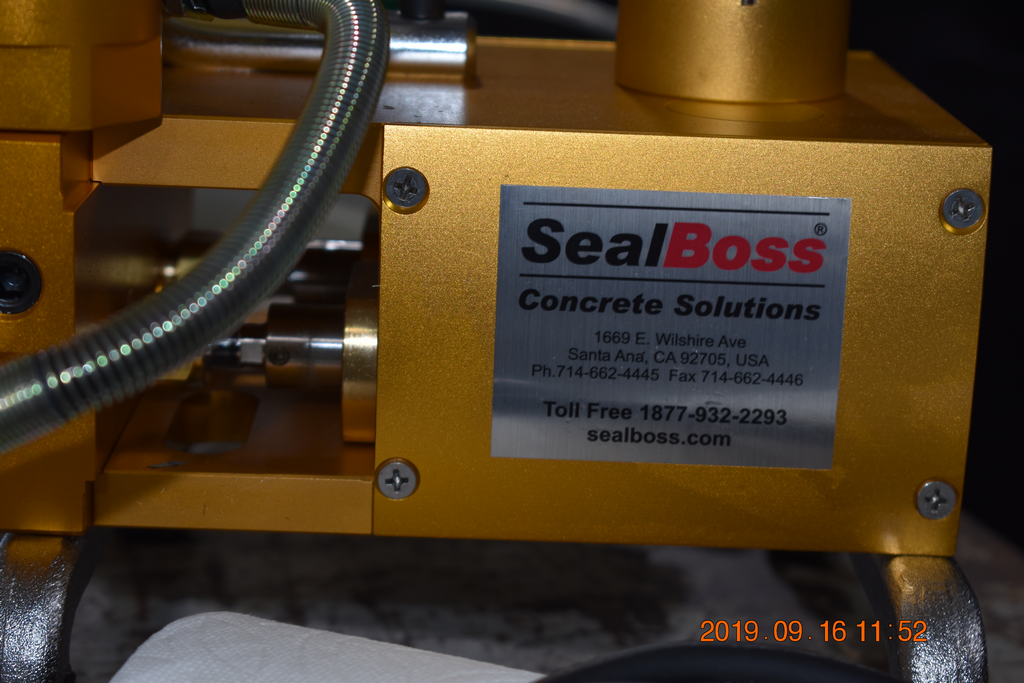 SealBoss®
Concrete Solutions
1669 E. Wilshire Ave
Santa Ana, CA 92705, USA
Ph.714-662-4445 Fax 714-662-4446
Toll Free 1877-932-2293
sealboss.com
2019.09.16 11:52